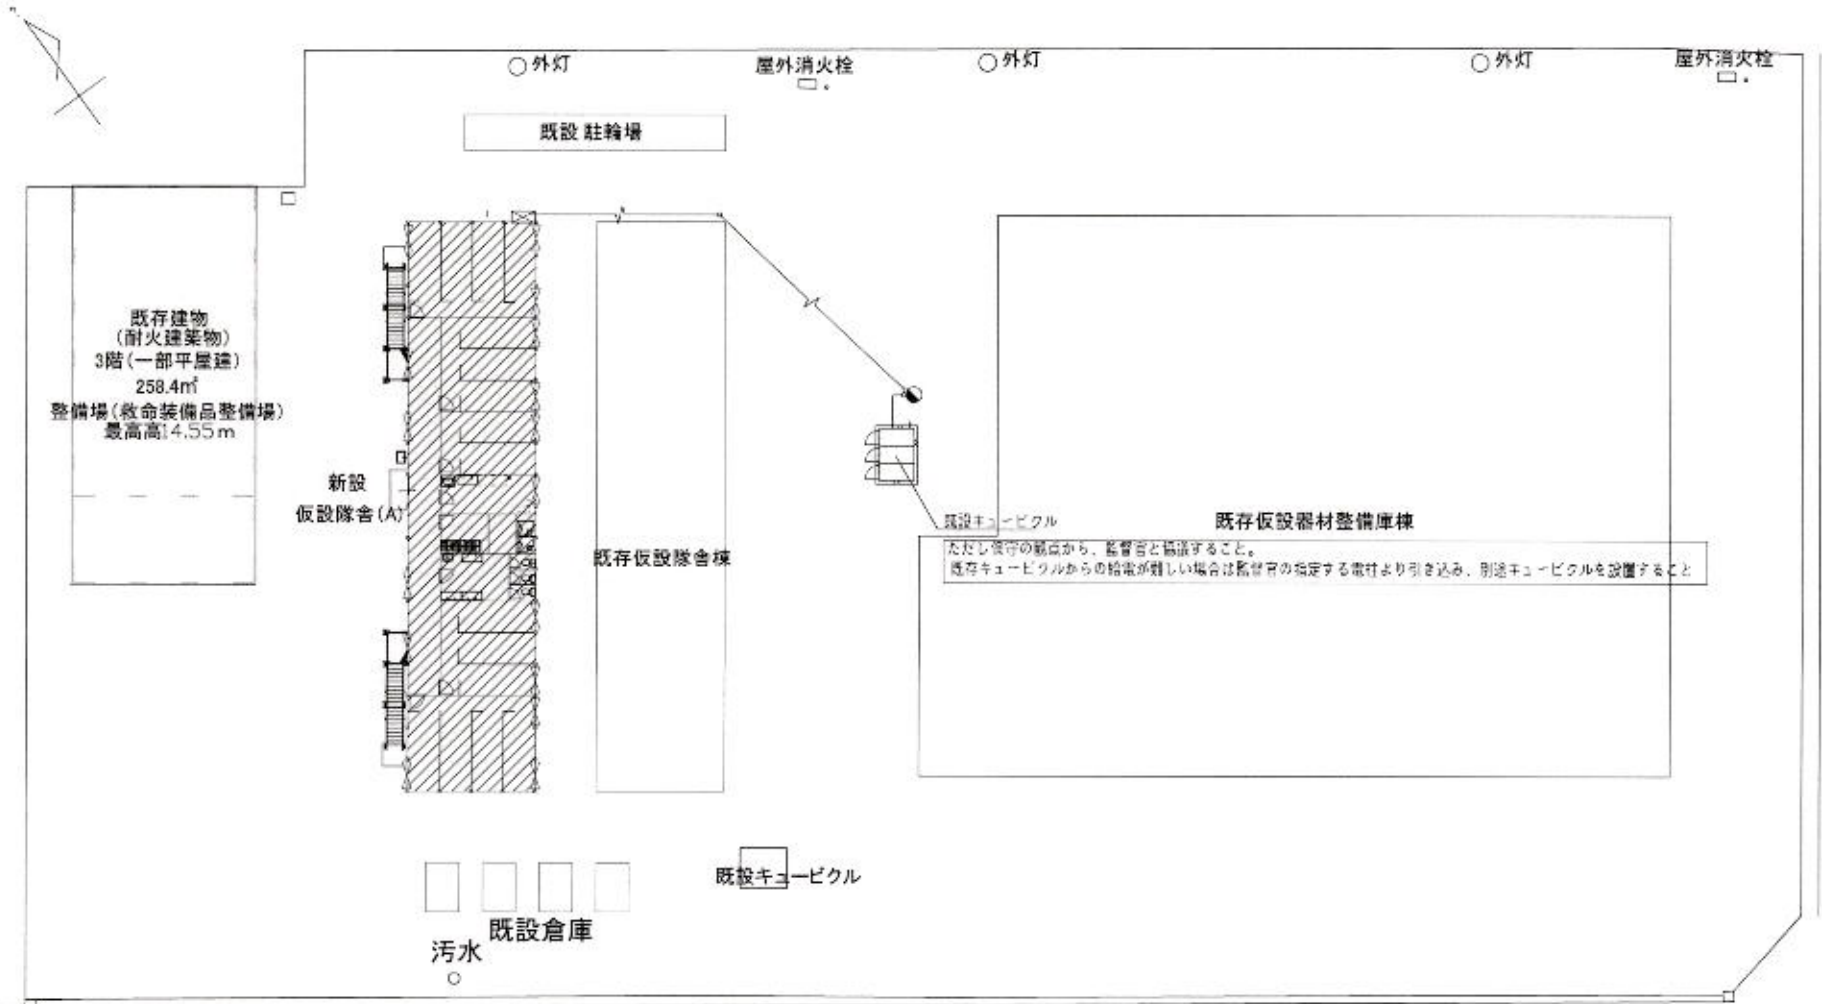 外灯
屋外消火栓
外灯
外灯
屋外消火栓
既設 駐輪場
既存建物
(耐火建築物)
3階(一部平屋建)
258.4㎡
整備場(救命装備品整備場)
最高高14.55m
新設
仮設隊舎(A)
既存仮設隊舎棟
既設キュービクル
既存仮設器材整備庫棟
ただし保守の観点から、監督官と協議すること。
既存キュービクルからの給電が難しい場合は監督官の指定する電柱より引き込み、別途キュービクルを設置すること
既設キュービクル
既設倉庫
汚水